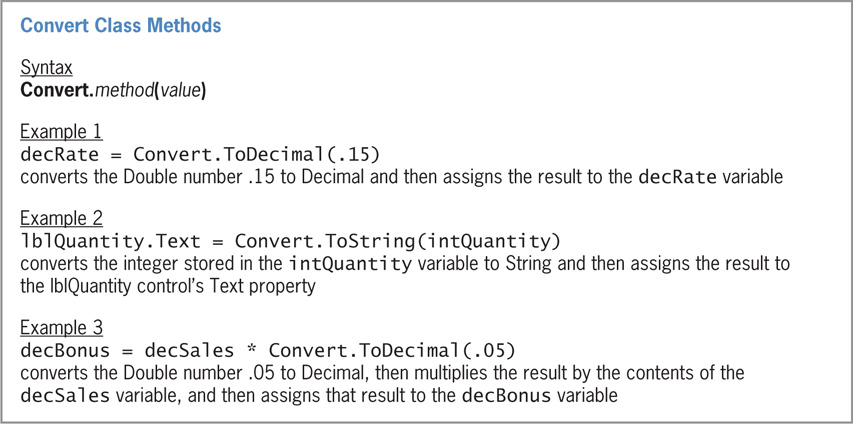 Convert Class Methods
Syntax
Convert.method(value)
Example 1
decRate = Convert.ToDecimal(.15)
converts the Double number .15 to Decimal and then assigns the result to the decRate variable
Example 2
lblQuantity.Text = Convert.ToString(intQuantity)
converts the integer stored in the intQuantity variable to String and then assigns the result to
the lblQuantity control's Text property
Example 3
decBonus = decSales * Convert.ToDecimal(.05)
converts the Double number .05 to Decimal, then multiplies the result by the contents of the
decSales variable, and then assigns that result to the decBonus variable